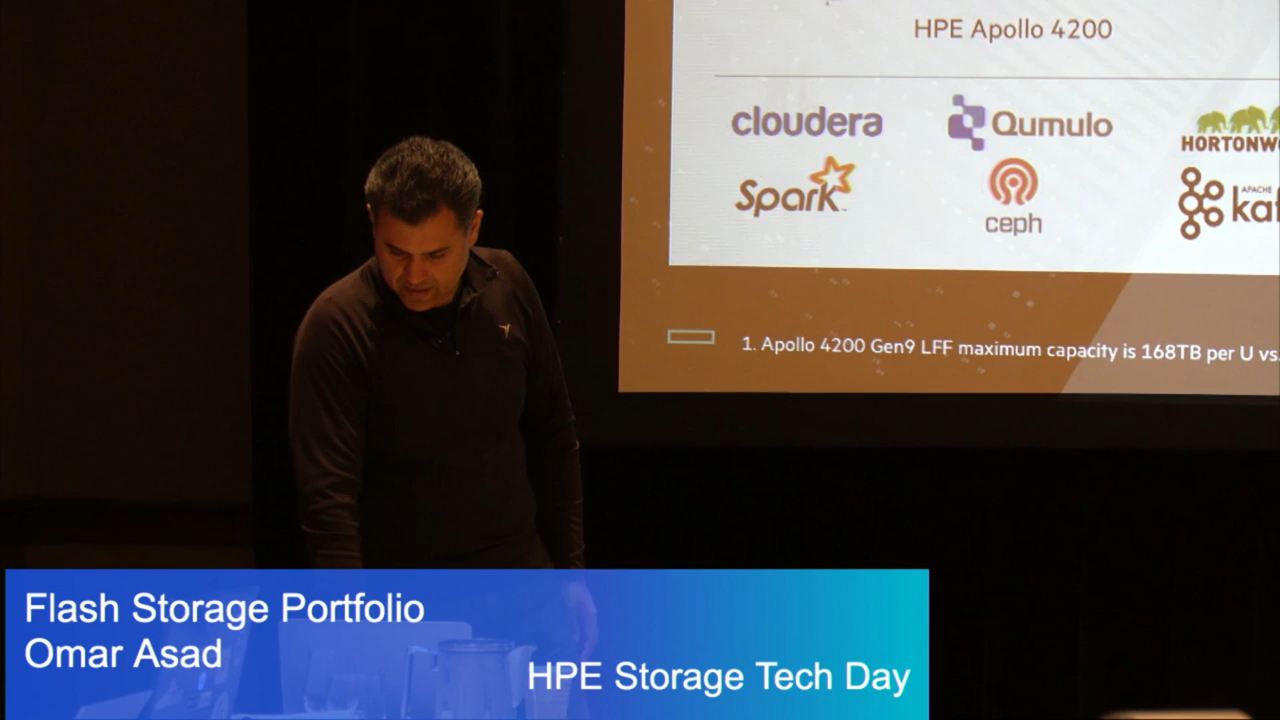 HPE Apollo 4200
cloudera
Qumulo
HORTONW
Spark™
ceph
APACHE
kaf
1. Apollo 4200 Gen9 LFF maximum capacity is 168TB per U vs.
Flash Storage Portfolio
Omar Asad
HPE Storage Tech Day